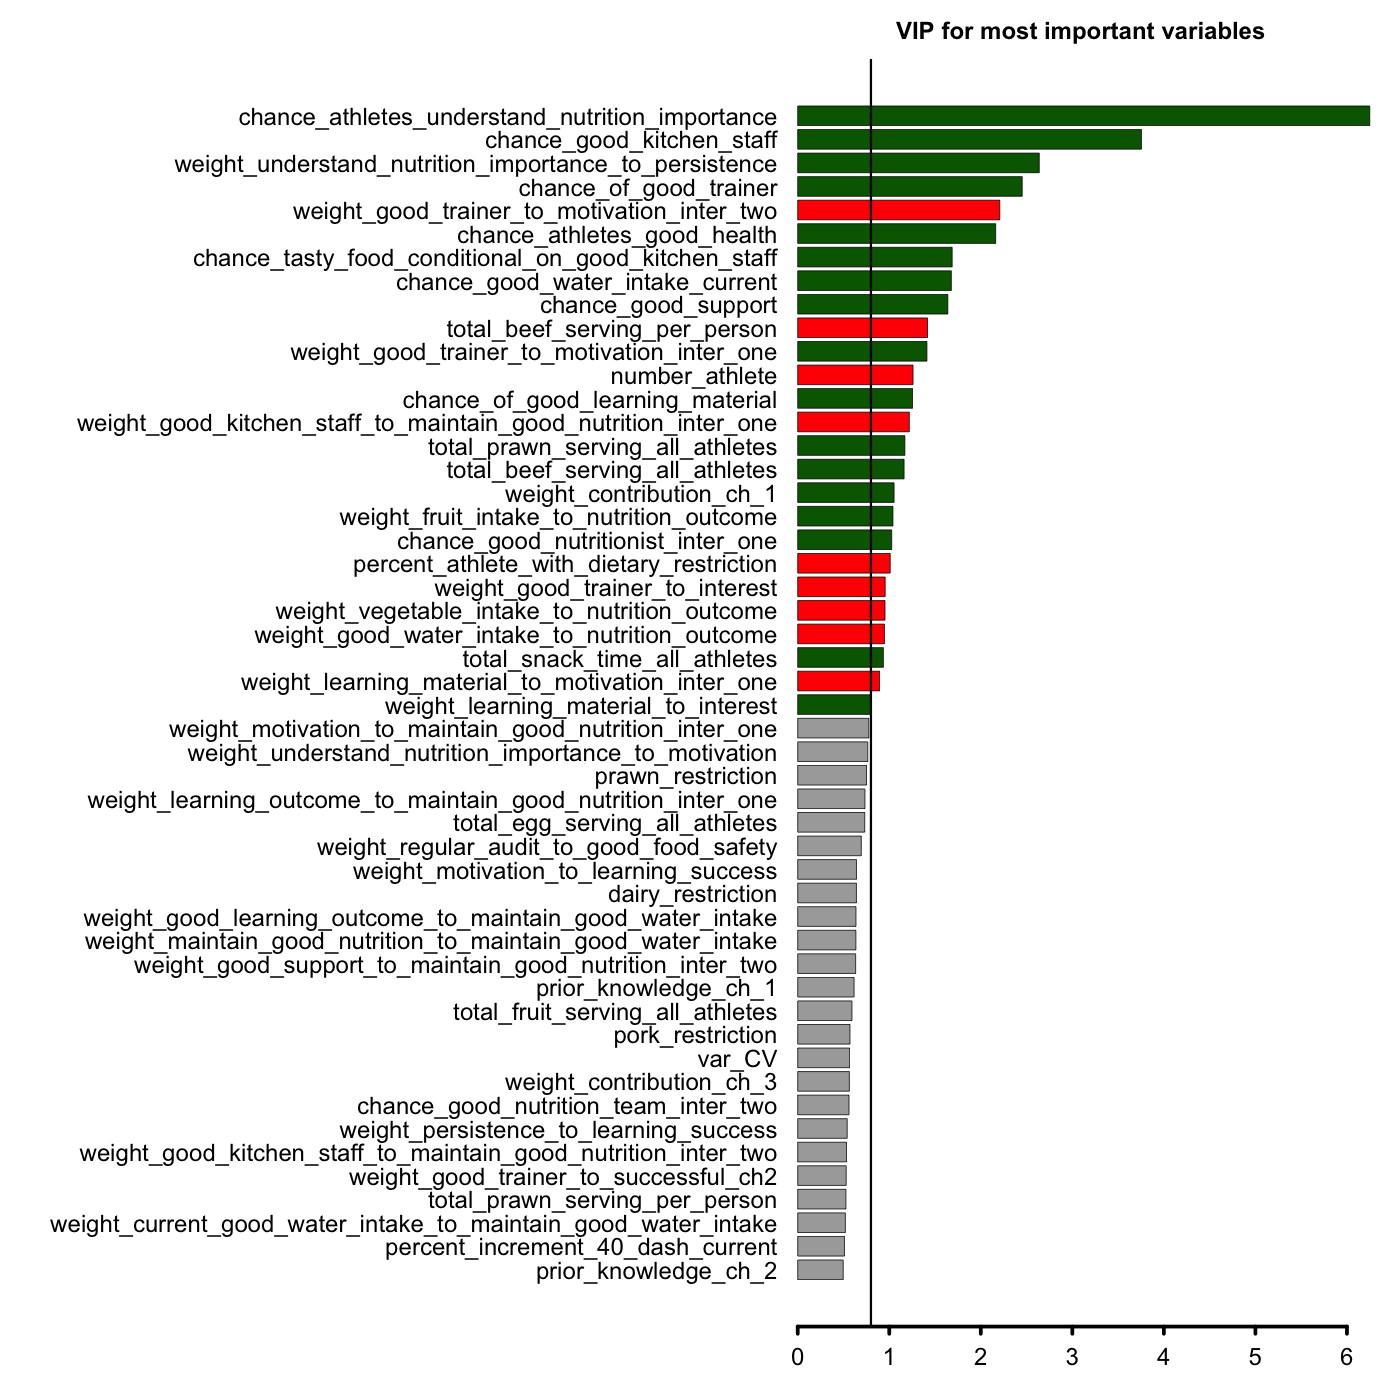 VIP for most important variables
chance_athletes_understand_nutrition_importance
chance_good_kitchen_staff
weight_understand_nutrition_importance_to_persistence
chance_of_good_trainer
weight_good_trainer_to_motivation_inter_two
chance_athletes_good_health
chance_tasty_food_conditional_on_good_kitchen_staff
chance_good_water_intake_current
chance_good_support
total_beef_serving_per_person
weight_good_trainer_to_motivation_inter_one
number_athlete
chance_of_good_learning_material
weight_good_kitchen_staff_to_maintain_good_nutrition_inter_one
total_prawn_serving_all_athletes
total_beef_serving_all_athletes
weight_contribution_ch_1
weight_fruit_intake_to_nutrition_outcome
chance_good_nutritionist_inter_one
percent_athlete_with_dietary_restriction
weight_good_trainer_to_interest
weight_vegetable_intake_to_nutrition_outcome
weight_good_water_intake_to_nutrition_outcome
total_snack_time_all_athletes
weight_learning_material_to_motivation_inter_one
weight_learning_material_to_interest
weight_motivation_to_maintain_good_nutrition_inter_one
weight_understand_nutrition_importance_to_motivation
prawn_restriction
weight_learning_outcome_to_maintain_good_nutrition_inter_one
total_egg_serving_all_athletes
weight_regular_audit_to_good_food_safety
weight_motivation_to_learning_success
dairy_restriction
weight_good_learning_outcome_to_maintain_good_water_intake
weight_maintain_good_nutrition_to_maintain_good_water_intake
weight_good_support_to_maintain_good_nutrition_inter_two
prior_knowledge_ch_1
total_fruit_serving_all_athletes
pork_restriction
var_CV
weight_contribution_ch_3
chance_good_nutrition_team_inter_two
weight_persistence_to_learning_success
weight_good_kitchen_staff_to_maintain_good_nutrition_inter_two
weight_good_trainer_to_successful_ch2
total_prawn_serving_per_person
weight_current_good_water_intake_to_maintain_good_water_intake
percent_increment_40_dash_current
prior_knowledge_ch_2
0 1 2 3 4 5 6